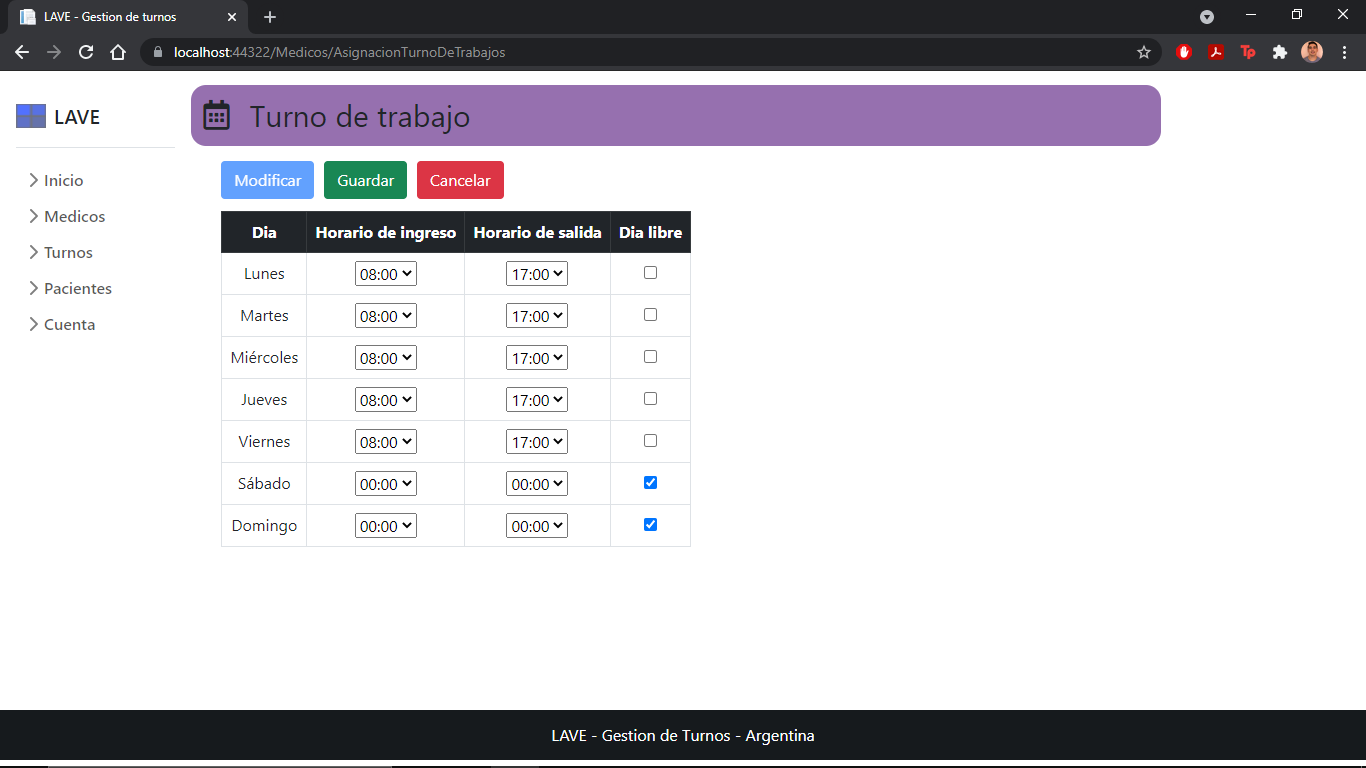 LAVE - Gestion de turnos
localhost:44322/Medicos/AsignacionTurnoDeTrabajos
Tp
LAVE
Inicio
Medicos
Turnos
Pacientes
Cuenta
Turno de trabajo
Modificar Guardar Cancelar
Dia Horario de ingreso Horario de salida Dia libre
Lunes 08:00 17:00
Martes 08:00 17:00
Miércoles 08:00 17:00
Jueves 08:00 17:00
Viernes 08:00 17:00
Sábado 00:00 00:00
Domingo 00:00 00:00
LAVE - Gestion de Turnos - Argentina